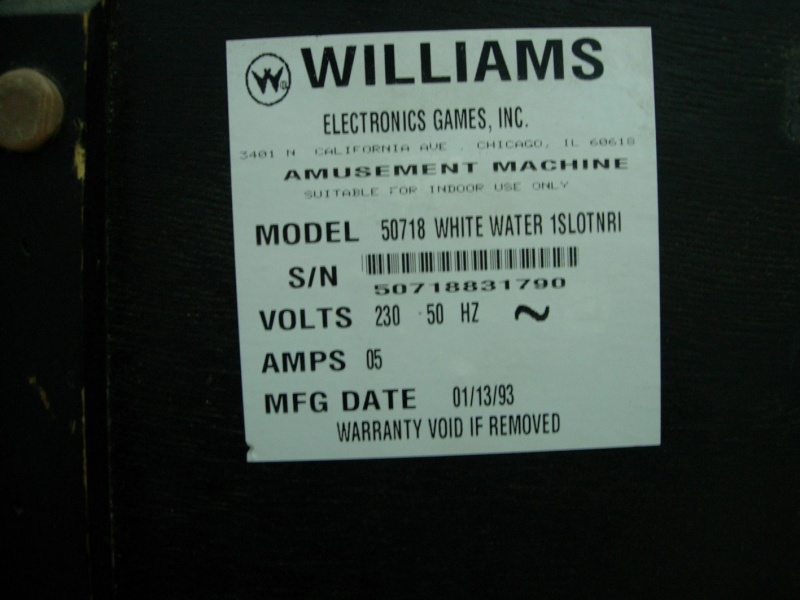 W WILLIAMS
ELECTRONICS GAMES, INC.
3401 N CALIFORNIA AVE. CHICAGO, IL 60618
AMUSEMENT MACHINE
SUITABLE FOR INDOOR USE ONLY
MODEL 50718 WHITE WATER 1SLOTNRI
S/N
50718831790
VOLTS 230 50 HZ ~
AMPS 05
MFG DATE 01/13/93
WARRANTY VOID IF REMOVED